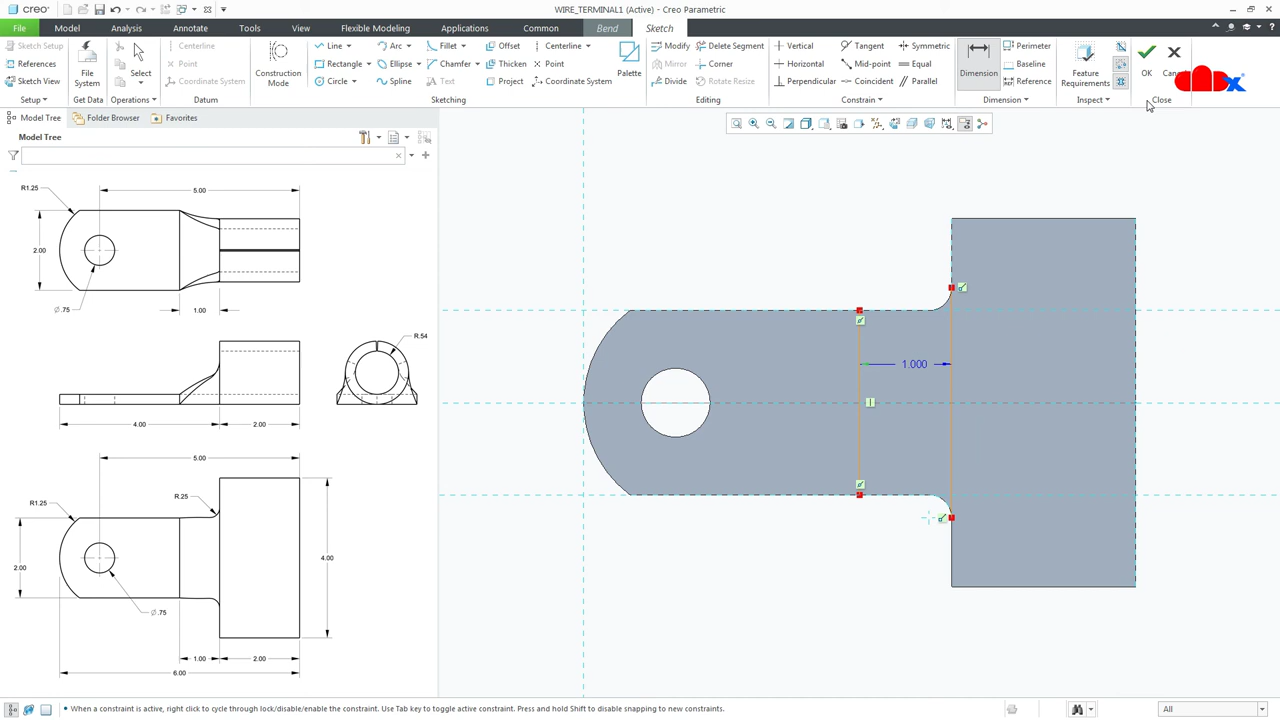 creo
WIRE_TERMINAL1 (Active) - Creo Parametric
File Model Analysis Annotate Tools View Flexible Modeling Applications Common Bend Sketch
Sketch Setup
References
Sketch View
Setup
File System
Get Data
Select
Operations
Centerline
Point
Coordinate System
Datum
Construction Mode
Line Arc Fillet Offset Centerline
Rectangle Ellipse Chamfer Thicken Point
Circle Spline Text Project Coordinate System
Palette
Sketching
Modify Delete Segment
Mirror Corner
Divide Rotate Resize
Editing
Vertical Tangent Symmetric
Horizontal Mid-point Equal
Perpendicular Coincident Parallel
Constrain
Dimension
Perimeter
Baseline
Reference
Dimension
Feature Requirements
Inspect
OK
Close
Model Tree Folder Browser Favorites
Model Tree
R1.25
5.00
2.00
Ø.75
1.00
R.54
4.00
2.00
5.00
R1.25
R.25
2.00
4.00
Ø.75
1.00
2.00
6.00
1.000
When a constraint is active, right click to cycle through lock/disable/enable the constraint. Use Tab key to toggle active constraint. Press and hold Shift to disable snapping to new constraints.
All